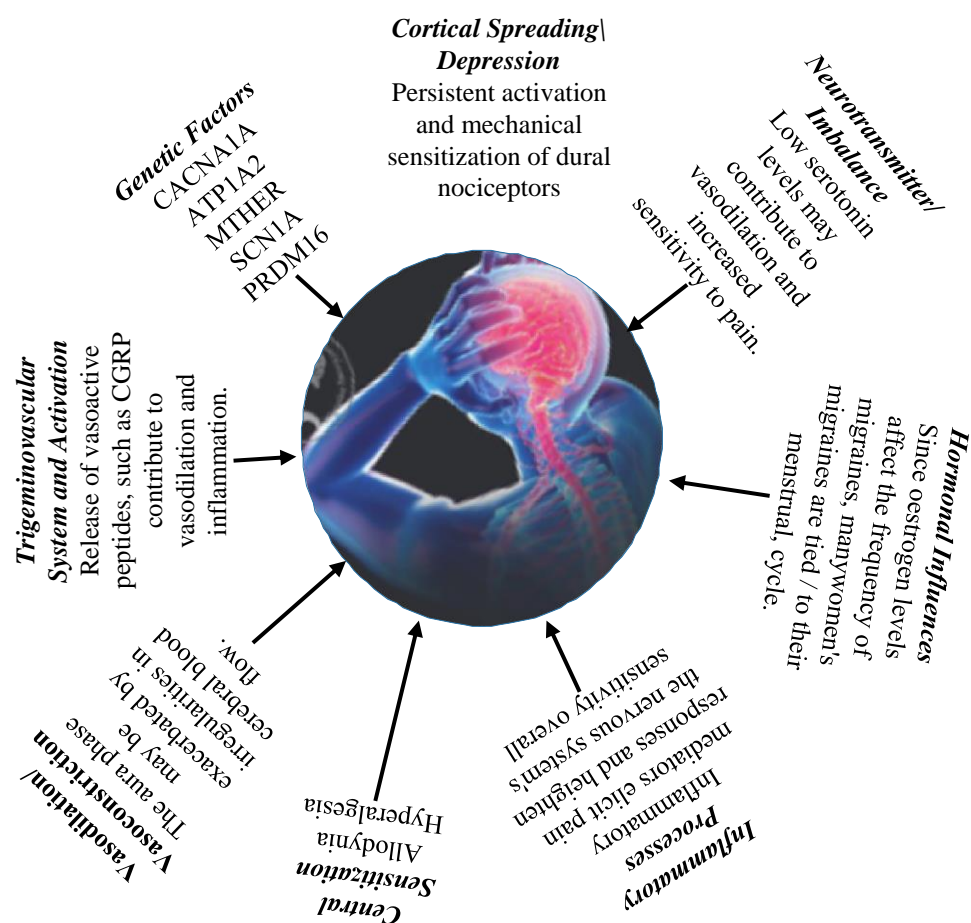 Cortical Spreading\
Depression
Persistent activation
and mechanical
sensitization of dural
nociceptors
Neurotransmitter/
Imbalance
Low serotonin
levels may
contribute to
vasodilation and
increased
sensitivity to pain.
Hormonal Influences
Since oestrogen levels
affect the frequency of
migraines, manywomen's
migraines are tied / to their
menstrual, cycle.
Inflammatory
Processes
Inflammatory
mediators elicit pain
responses and heighten
the nervous system's
sensitivity overall
Central
Sensitization
Allodynia
Hyperalgesia
Vasodilation/
Vasoconstriction
The aura phase
may be
exacerbated by
irregularities in
cerebral blood
flow.
Trigeminovascular
System and Activation
Release of vasoactive
peptides, such as CGRP
contribute to
vasodilation and
inflammation.
Genetic Factors
CACNA1A
ATP1A2
MTHER
SCN1A
PRDM16